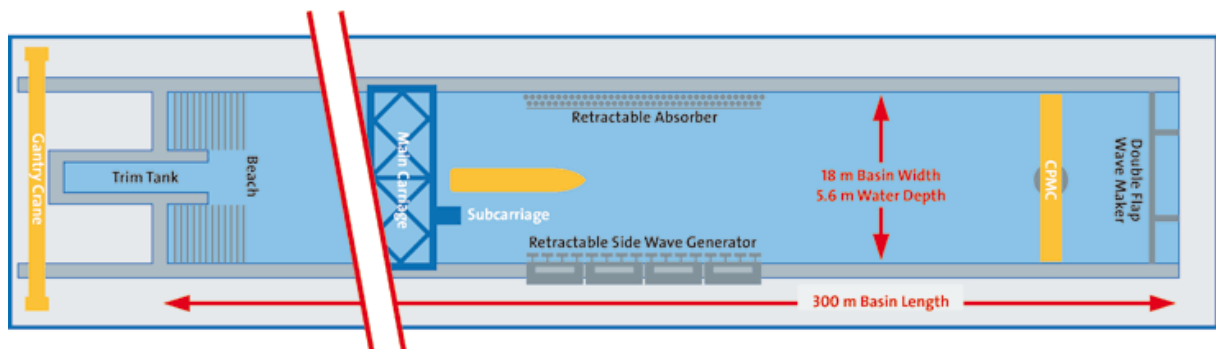 Gantry Crane
Trim Tank
Beach
Main Carriage
Subcarriage
Retractable Absorber
Retractable Side Wave Generator
18 m Basin Width
5.6 m Water Depth
CPMC
Double Flap
Wave Maker
300 m Basin Length